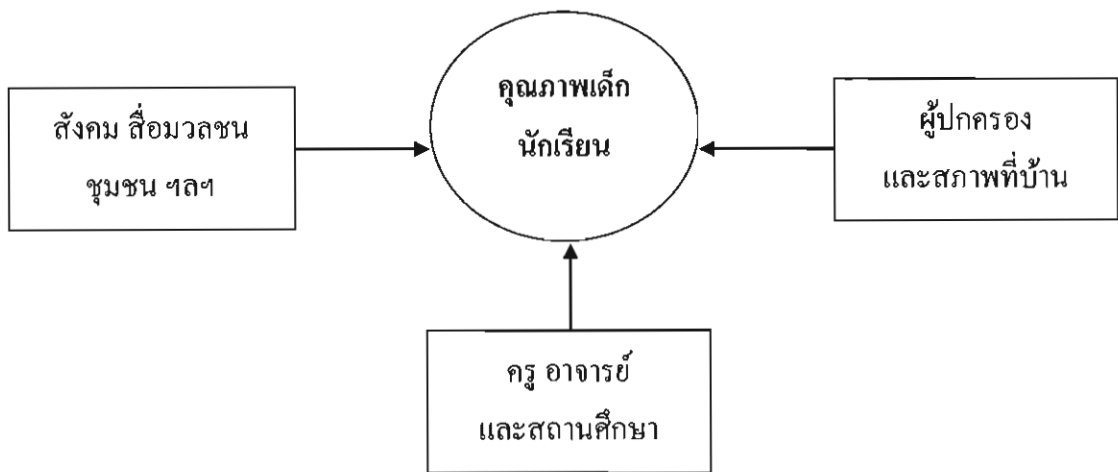 คุณภาพเด็ก
นักเรียน
สังคม สื่อมวลชน
ชุมชน ฯลฯ
ผู้ปกครอง
และสภาพที่บ้าน
ครู อาจารย์
และสถานศึกษา